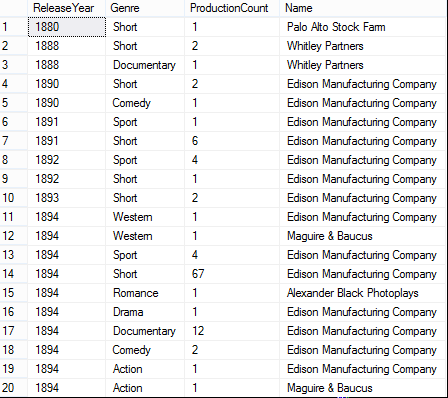 ReleaseYear Genre ProductionCount Name
1 1880 Short 1 Palo Alto Stock Farm
2 1888 Short 2 Whitley Partners
3 1888 Documentary 1 Whitley Partners
4 1890 Short 2 Edison Manufacturing Company
5 1890 Comedy 1 Edison Manufacturing Company
6 1891 Sport 1 Edison Manufacturing Company
7 1891 Short 6 Edison Manufacturing Company
8 1892 Sport 4 Edison Manufacturing Company
9 1892 Short 1 Edison Manufacturing Company
10 1893 Short 2 Edison Manufacturing Company
11 1894 Western 1 Edison Manufacturing Company
12 1894 Western 1 Maguire & Baucus
13 1894 Sport 4 Edison Manufacturing Company
14 1894 Short 67 Edison Manufacturing Company
15 1894 Romance 1 Alexander Black Photoplays
16 1894 Drama 1 Edison Manufacturing Company
17 1894 Documentary 12 Edison Manufacturing Company
18 1894 Comedy 2 Edison Manufacturing Company
19 1894 Action 1 Edison Manufacturing Company
20 1894 Action 1 Maguire & Baucus